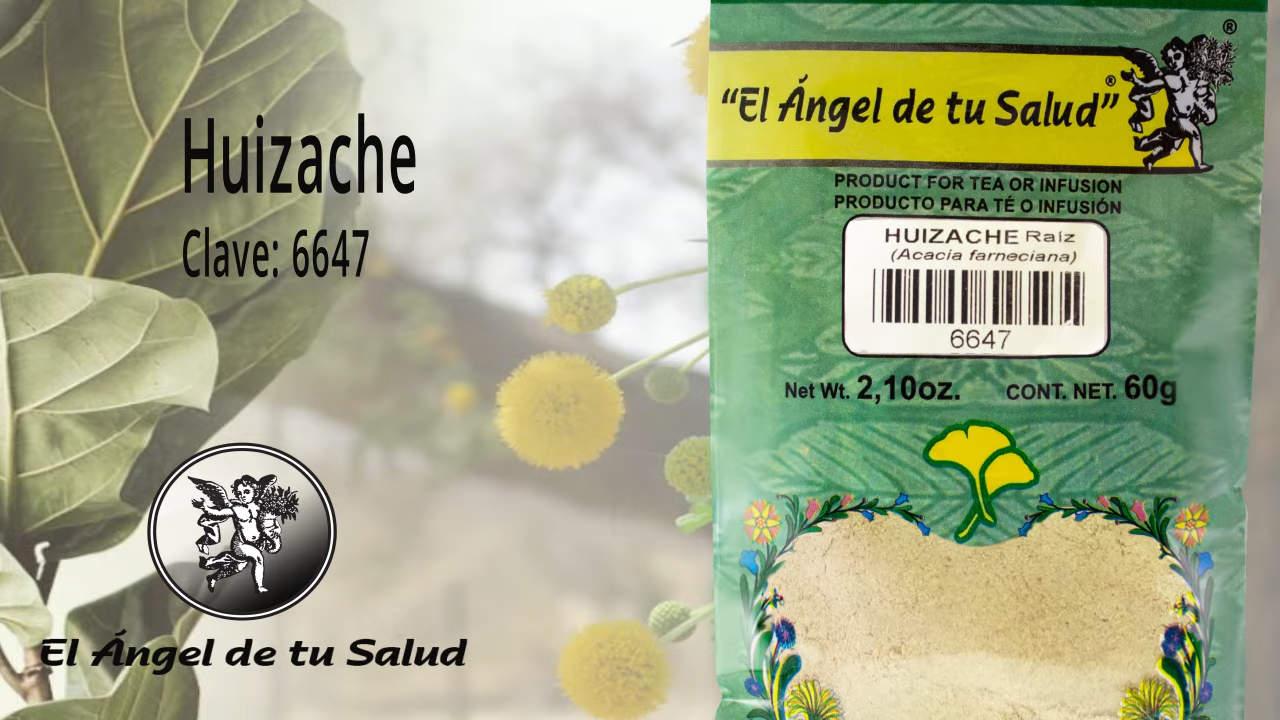 Huizache
Clave: 6647
El Ángel de tu Salud
®
“El Ángel de tu Salud”®
PRODUCT FOR TEA OR INFUSION
PRODUCTO PARA TÉ O INFUSIÓN
HUIZACHE Raíz
(Acacia farneciana)
6647
Net Wt. 2,10oz. CONT. NET. 60g